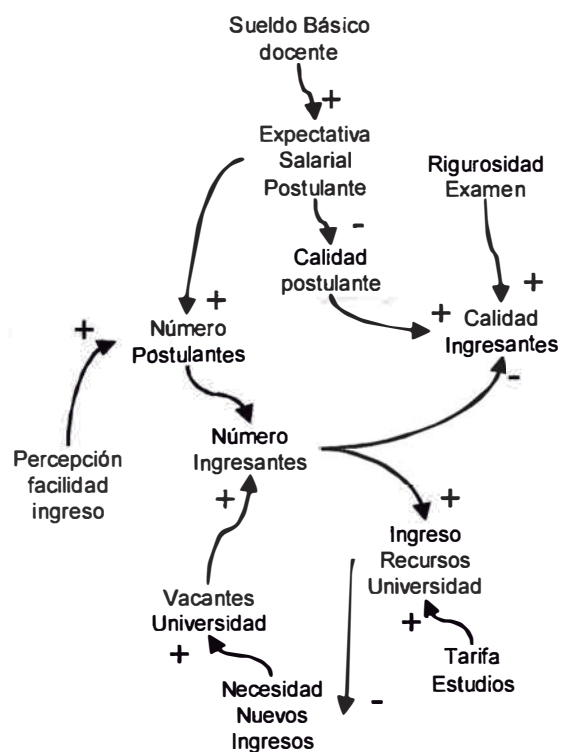 Sueldo Básico
docente
+
Expectativa
Salarial
Postulante
-
Rigurosidad
Examen
+
Calidad
postulante
+
Calidad
Ingresantes
-
+
+
Número
Postulantes
Percepción
facilidad
ingreso
Número
Ingresantes
+
+
Ingreso
Recursos
Universidad
+
Tarifa
Estudios
Vacantes
Universidad
+
Necesidad
Nuevos
Ingresos
-